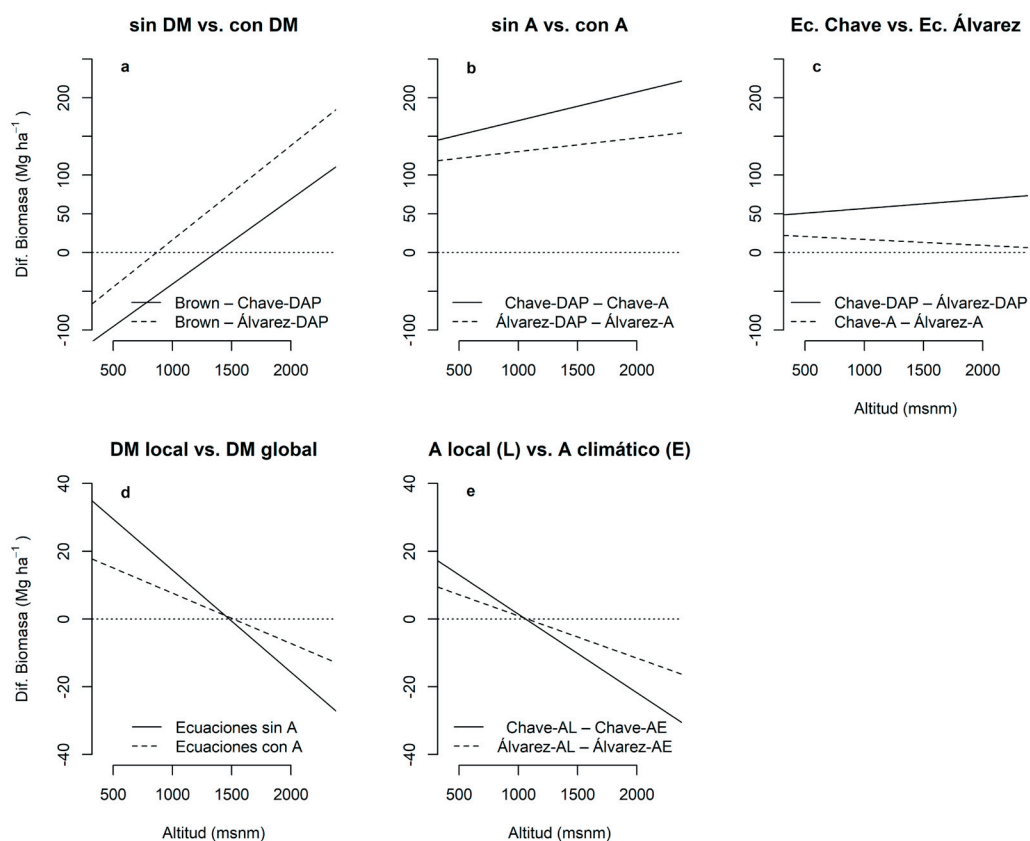 sin DM vs. con DM
a
Dif. Biomasa (Mg ha⁻¹)
200
100
50
0
-100
Brown – Chave-DAP
Brown – Álvarez-DAP
500 1000 1500 2000
sin A vs. con A
b
200
100
50
0
-100
Chave-DAP – Chave-A
Álvarez-DAP – Álvarez-A
500 1000 1500 2000
Ec. Chave vs. Ec. Álvarez
c
200
100
50
0
-100
Chave-DAP – Álvarez-DAP
Chave-A – Álvarez-A
500 1000 1500 2000
Altitud (msnm)
DM local vs. DM global
d
Dif. Biomasa (Mg ha⁻¹)
40
20
0
-20
-40
Ecuaciones sin A
Ecuaciones con A
500 1000 1500 2000
Altitud (msnm)
A local (L) vs. A climático (E)
e
40
20
0
-20
-40
Chave-AL – Chave-AE
Álvarez-AL – Álvarez-AE
500 1000 1500 2000
Altitud (msnm)